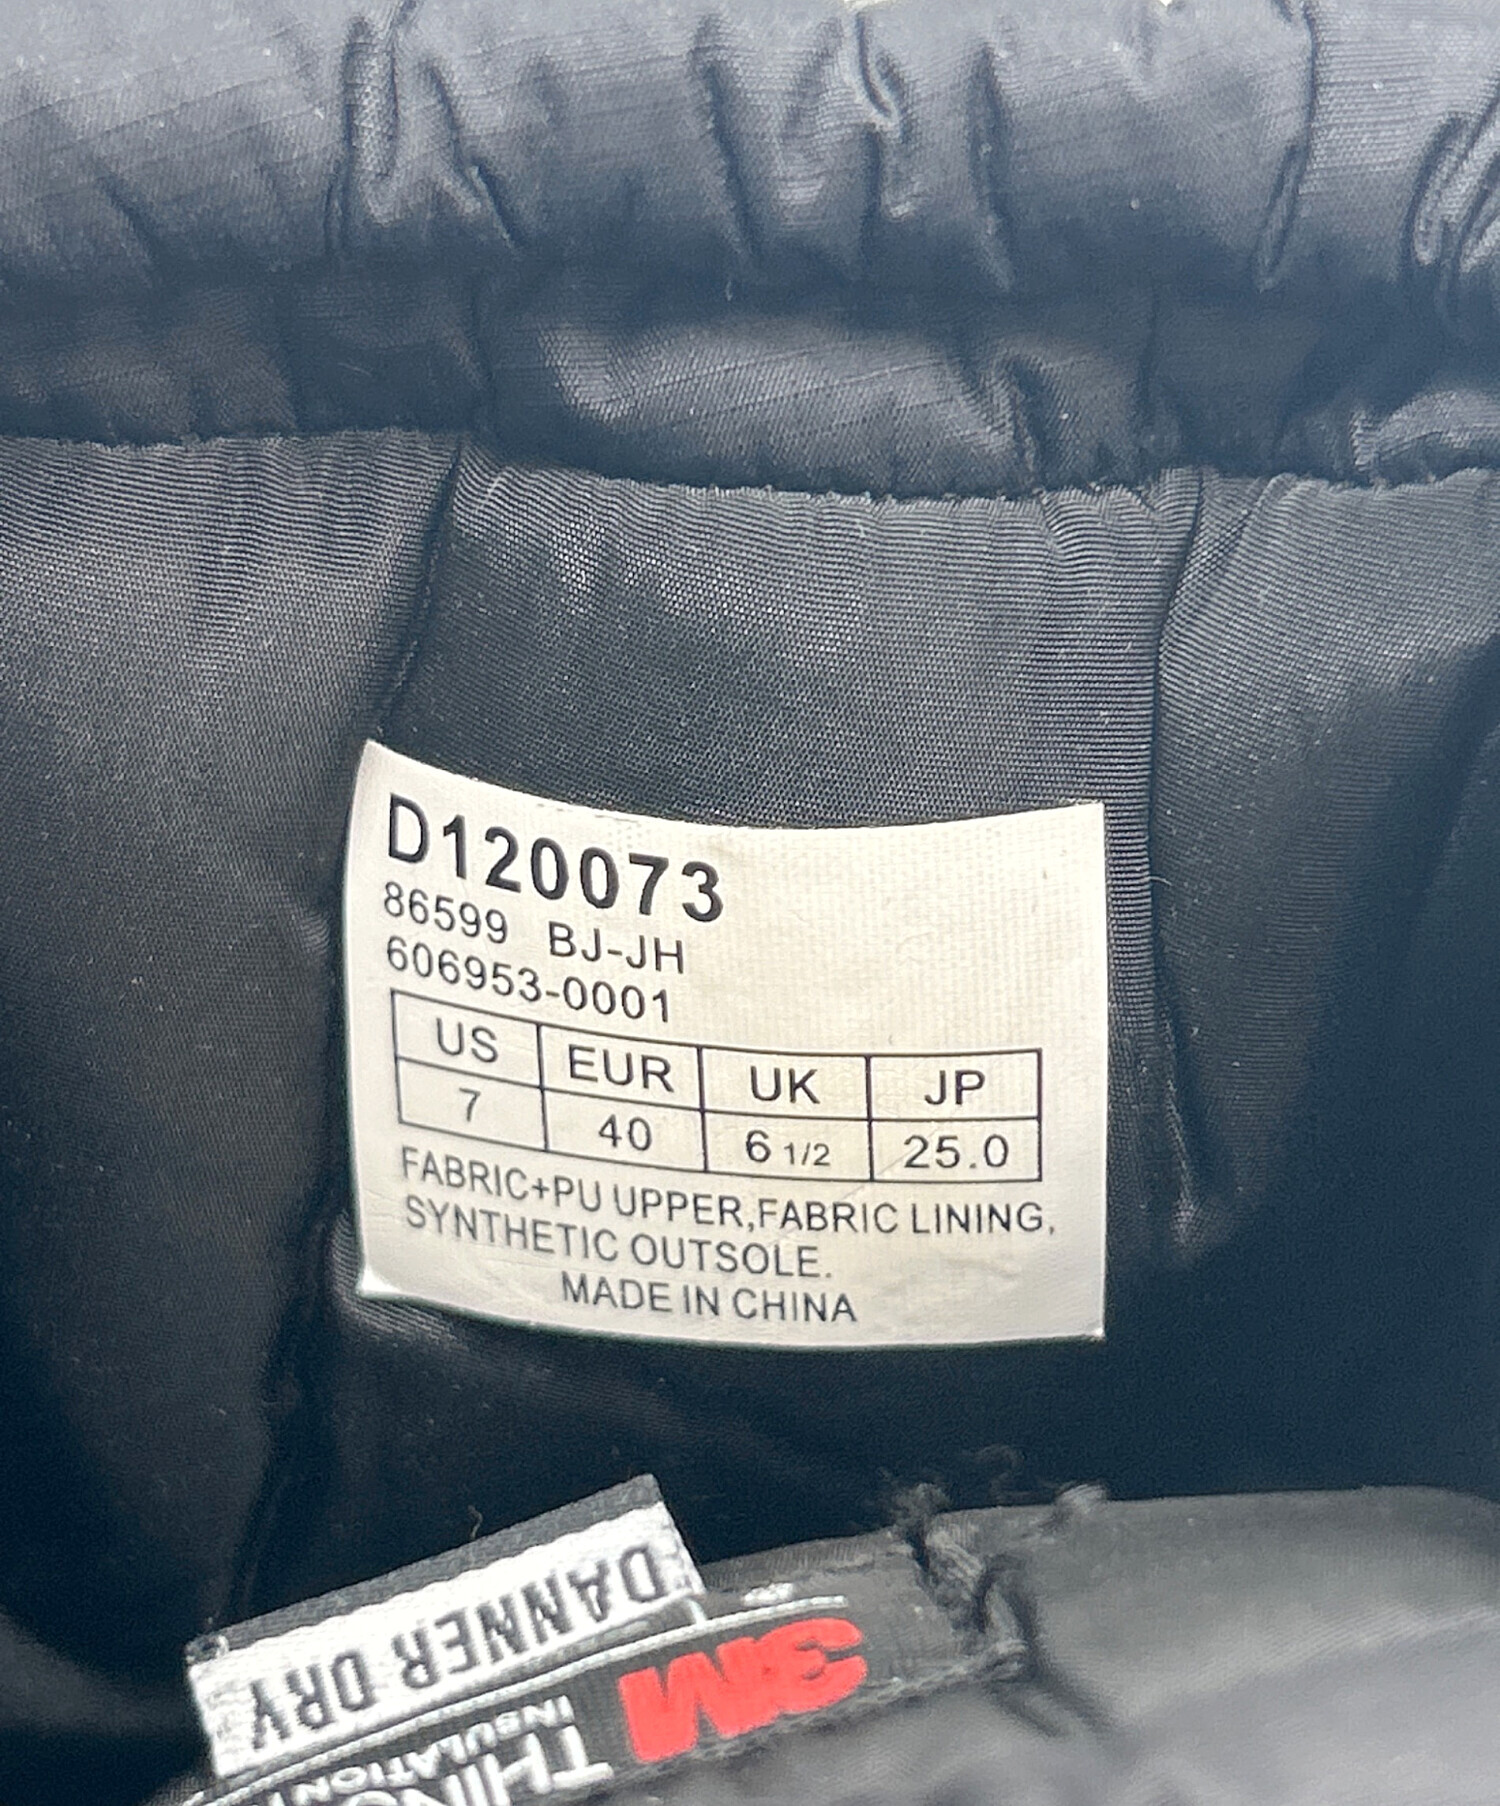 D120073
86599 BJ-JH
606953-0001
US EUR UK JP
7 40 6 1/2 25.0
FABRIC+PU UPPER,FABRIC LINING,
SYNTHETIC OUTSOLE.
MADE IN CHINA
DANNER DRY
3M
INSULATION